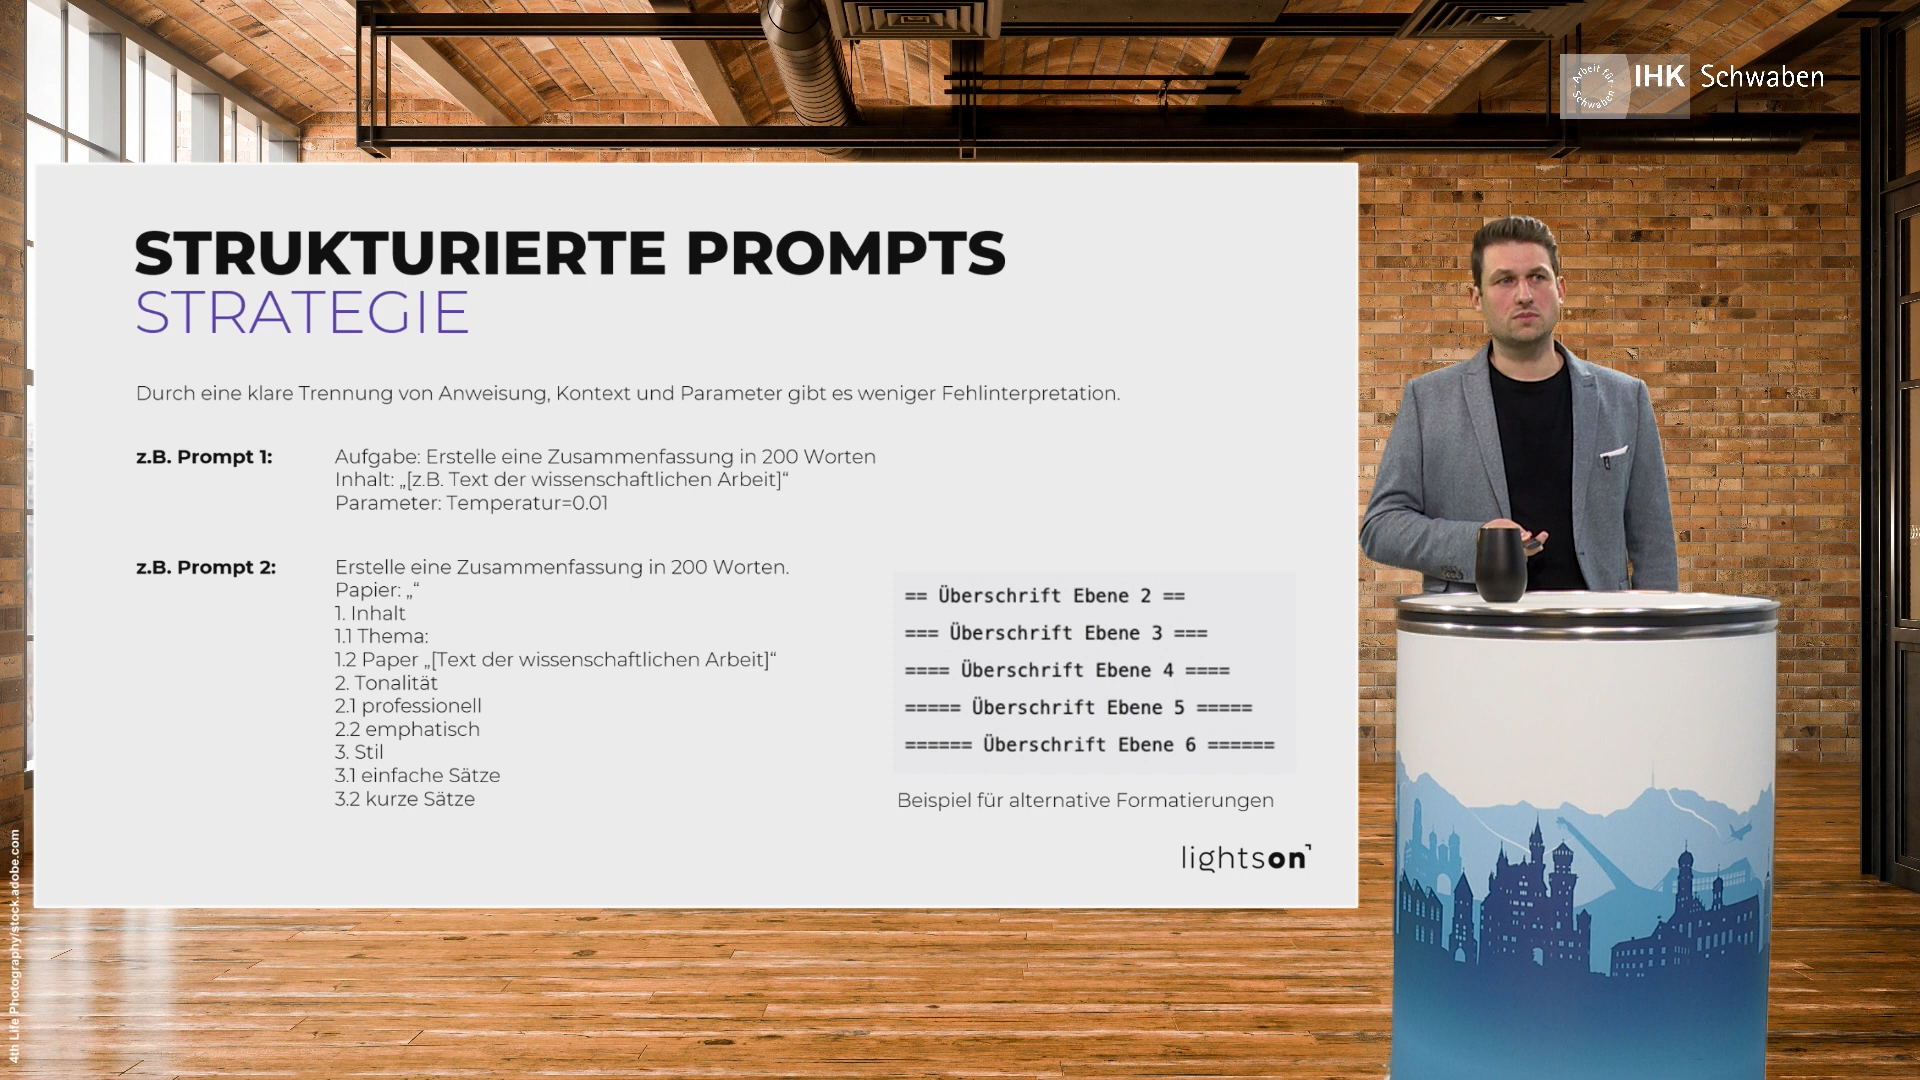 Arbeit für Schwaben
IHK Schwaben
STRUKTURIERTE PROMPTS
STRATEGIE
Durch eine klare Trennung von Anweisung, Kontext und Parameter gibt es weniger Fehlinterpretation.
z.B. Prompt 1:
Aufgabe: Erstelle eine Zusammenfassung in 200 Worten
Inhalt: „[z.B. Text der wissenschaftlichen Arbeit]“
Parameter: Temperatur=0.01
z.B. Prompt 2:
Erstelle eine Zusammenfassung in 200 Worten.
Papier: „“
1. Inhalt
1.1 Thema:
1.2 Paper „[Text der wissenschaftlichen Arbeit]“
2. Tonalität
2.1 professionell
2.2 emphatisch
3. Stil
3.1 einfache Sätze
3.2 kurze Sätze
== Überschrift Ebene 2 ==
=== Überschrift Ebene 3 ===
==== Überschrift Ebene 4 ====
===== Überschrift Ebene 5 =====
====== Überschrift Ebene 6 ======
Beispiel für alternative Formatierungen
lightson
4th Life Photography/stock.adobe.com